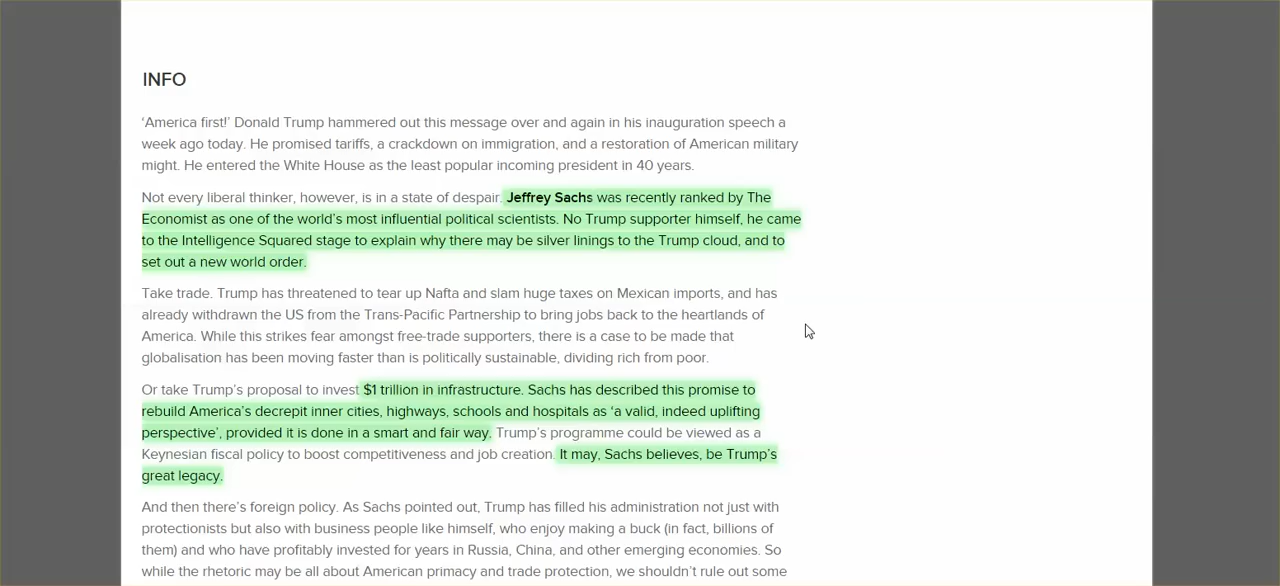 INFO
‘America first!’ Donald Trump hammered out this message over and again in his inauguration speech a
week ago today. He promised tariffs, a crackdown on immigration, and a restoration of American military
might. He entered the White House as the least popular incoming president in 40 years.
Not every liberal thinker, however, is in a state of despair. Jeffrey Sachs was recently ranked by The
Economist as one of the world’s most influential political scientists. No Trump supporter himself, he came
to the Intelligence Squared stage to explain why there may be silver linings to the Trump cloud, and to
set out a new world order.
Take trade. Trump has threatened to tear up Nafta and slam huge taxes on Mexican imports, and has
already withdrawn the US from the Trans-Pacific Partnership to bring jobs back to the heartlands of
America. While this strikes fear amongst free-trade supporters, there is a case to be made that
globalisation has been moving faster than is politically sustainable, dividing rich from poor.
Or take Trump’s proposal to invest $1 trillion in infrastructure. Sachs has described this promise to
rebuild America’s decrepit inner cities, highways, schools and hospitals as ‘a valid, indeed uplifting
perspective’, provided it is done in a smart and fair way. Trump’s programme could be viewed as a
Keynesian fiscal policy to boost competitiveness and job creation. It may, Sachs believes, be Trump’s
great legacy.
And then there’s foreign policy. As Sachs pointed out, Trump has filled his administration not just with
protectionists but also with business people like himself, who enjoy making a buck (in fact, billions of
them) and who have profitably invested for years in Russia, China, and other emerging economies. So
while the rhetoric may be all about American primacy and trade protection, we shouldn’t rule out some